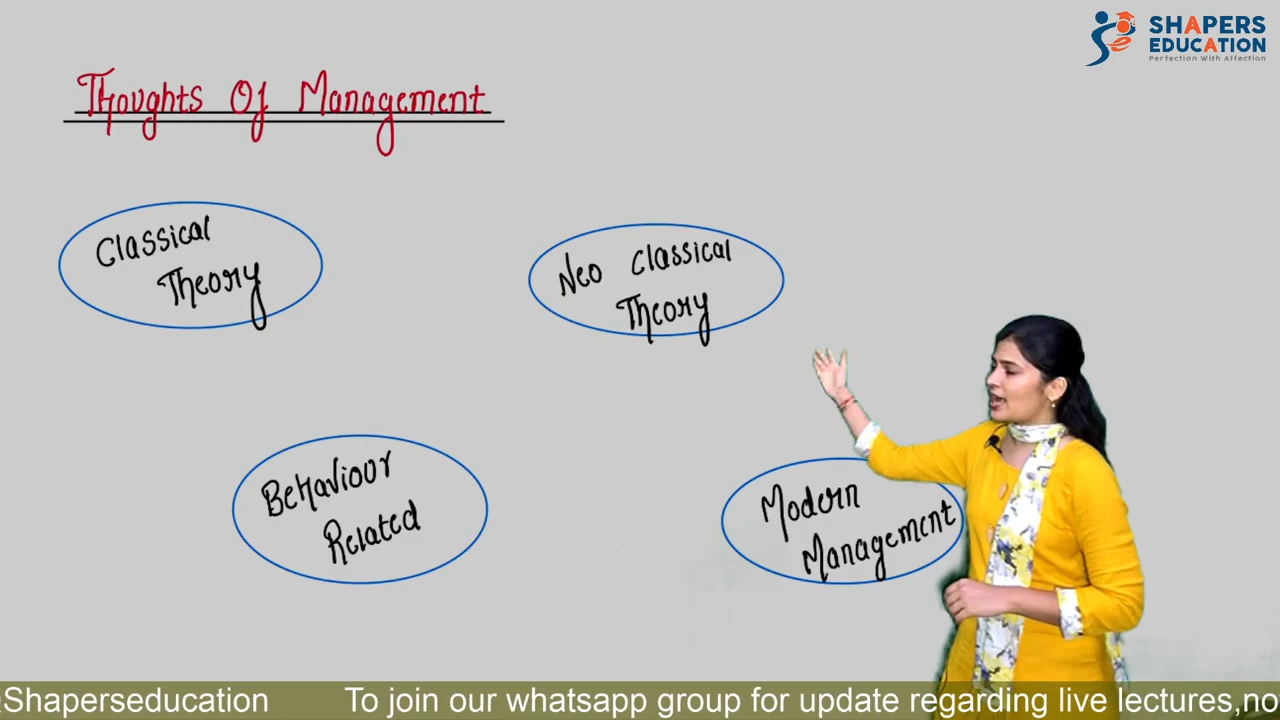 SHAPERS
EDUCATION
Perfection With Affection
Thoughts Of Management
Classical
Theory
Neo Classical
Theory
Behaviour
Related
Modern
Management
Shaperseducation To join our whatsapp group for update regarding live lectures,no